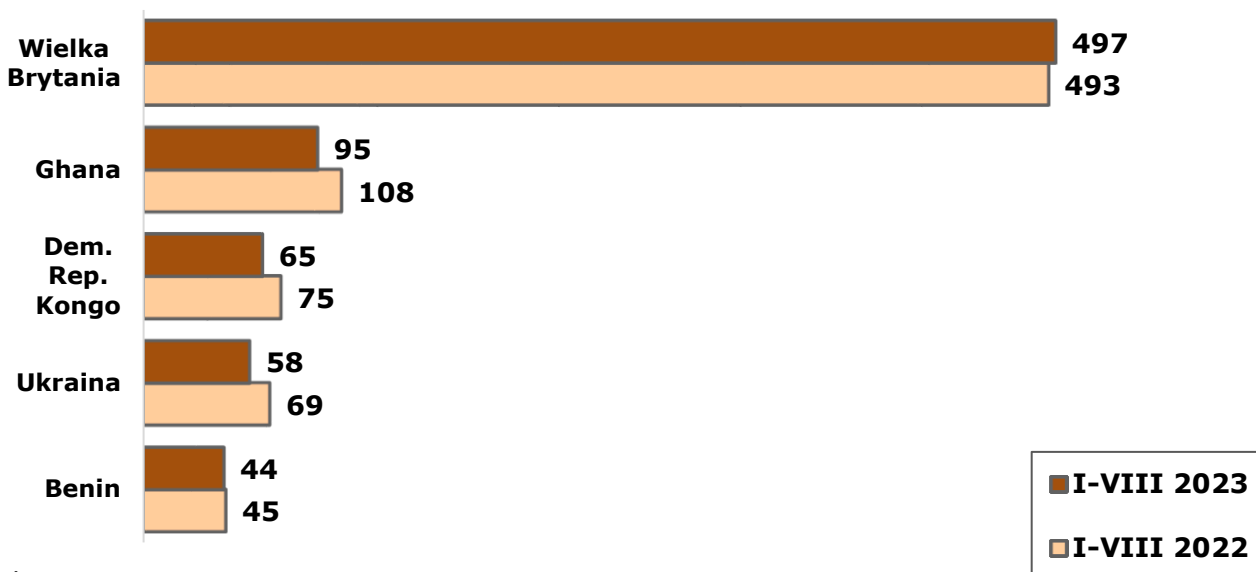 Wielka
Brytania
497
493
Ghana
95
108
Dem.
Rep.
Kongo
65
75
Ukraina
58
69
Benin
44
45
I-VIII 2023
I-VIII 2022